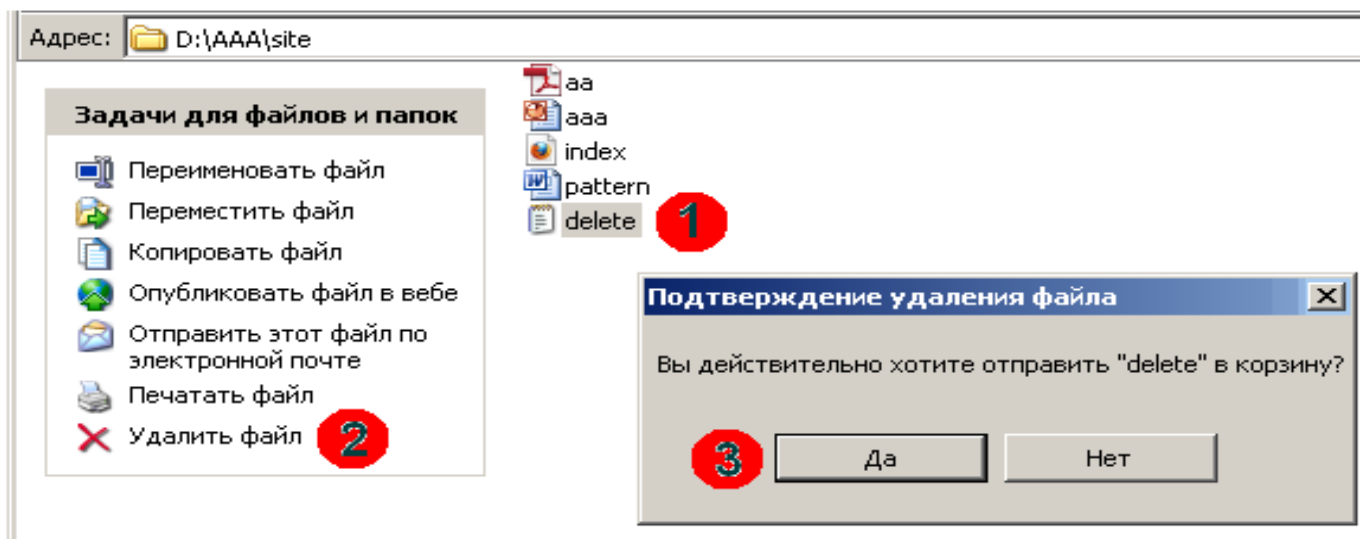 Адрес: D:\AAA\site
Задачи для файлов и папок
Переименовать файл
Переместить файл
Копировать файл
Опубликовать файл в вебе
Отправить этот файл по
электронной почте
Печатать файл
Удалить файл 2
aa
aaa
index
pattern
delete 1
Подтверждение удаления файла
Вы действительно хотите отправить "delete" в корзину?
3 Да Нет